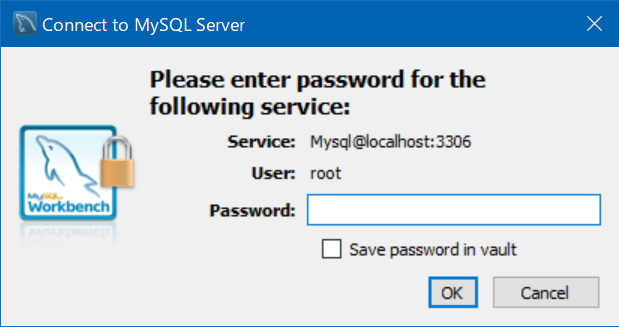 Connect to MySQL Server
Please enter password for the
following service:
Service: Mysql@localhost:3306
User: root
Password:
Save password in vault
MySQL
Workbench
OK Cancel